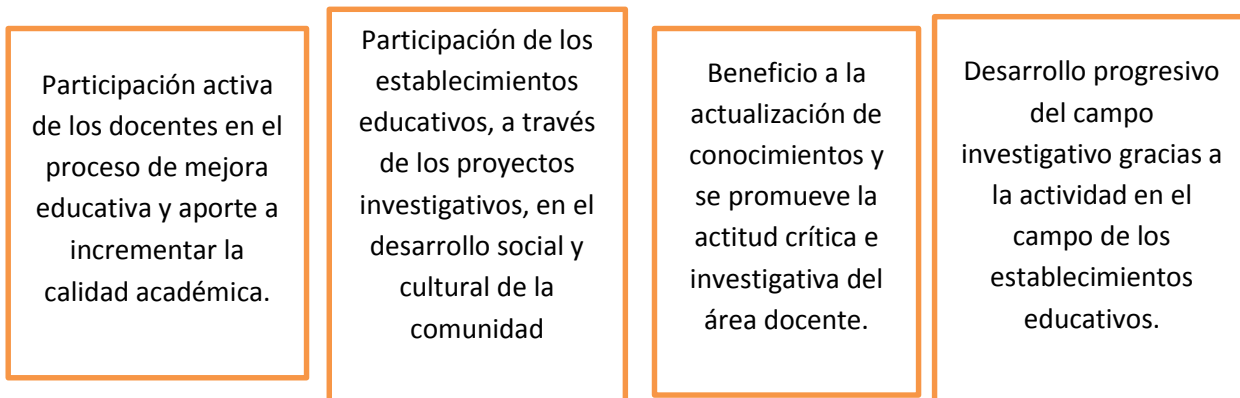 Participación activa
de los docentes en el
proceso de mejora
educativa y aporte a
incrementar la
calidad académica.
Participación de los
establecimientos
educativos, a través
de los proyectos
investigativos, en el
desarrollo social y
cultural de la
comunidad
Beneficio a la
actualización de
conocimientos y
se promueve la
actitud crítica e
investigativa del
área docente.
Desarrollo progresivo
del campo
investigativo gracias a
la actividad en el
campo de los
establecimientos
educativos.